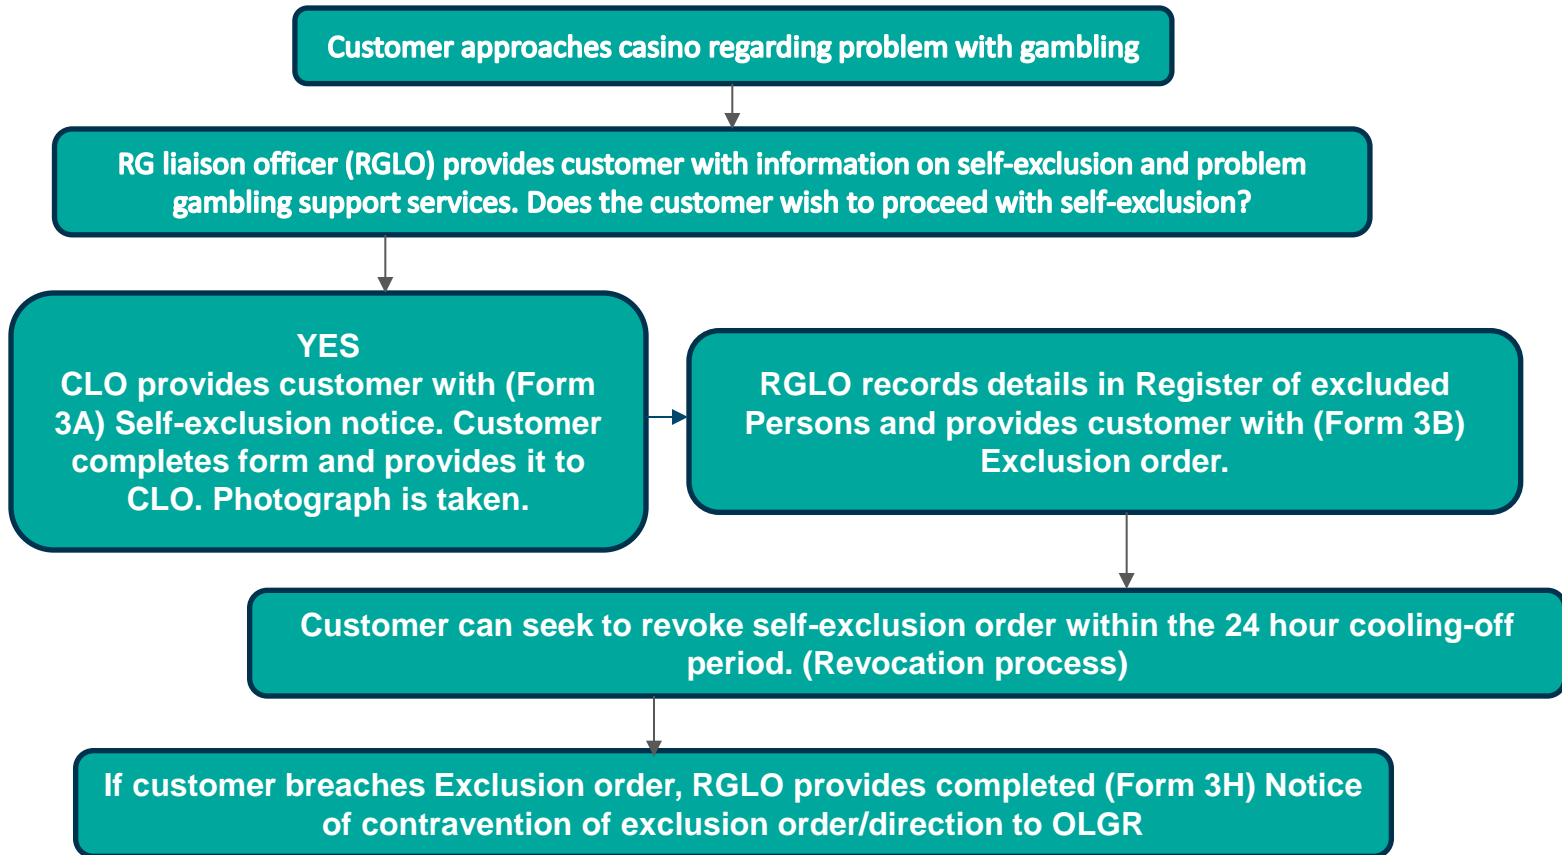 Customer approaches casino regarding problem with gambling
RG liaison officer (RGLO) provides customer with information on self-exclusion and problem
gambling support services. Does the customer wish to proceed with self-exclusion?
YES
CLO provides customer with (Form
3A) Self-exclusion notice. Customer
completes form and provides it to
CLO. Photograph is taken.
RGLO records details in Register of excluded
Persons and provides customer with (Form 3B)
Exclusion order.
Customer can seek to revoke self-exclusion order within the 24 hour cooling-off
period. (Revocation process)
If customer breaches Exclusion order, RGLO provides completed (Form 3H) Notice
of contravention of exclusion order/direction to OLGR